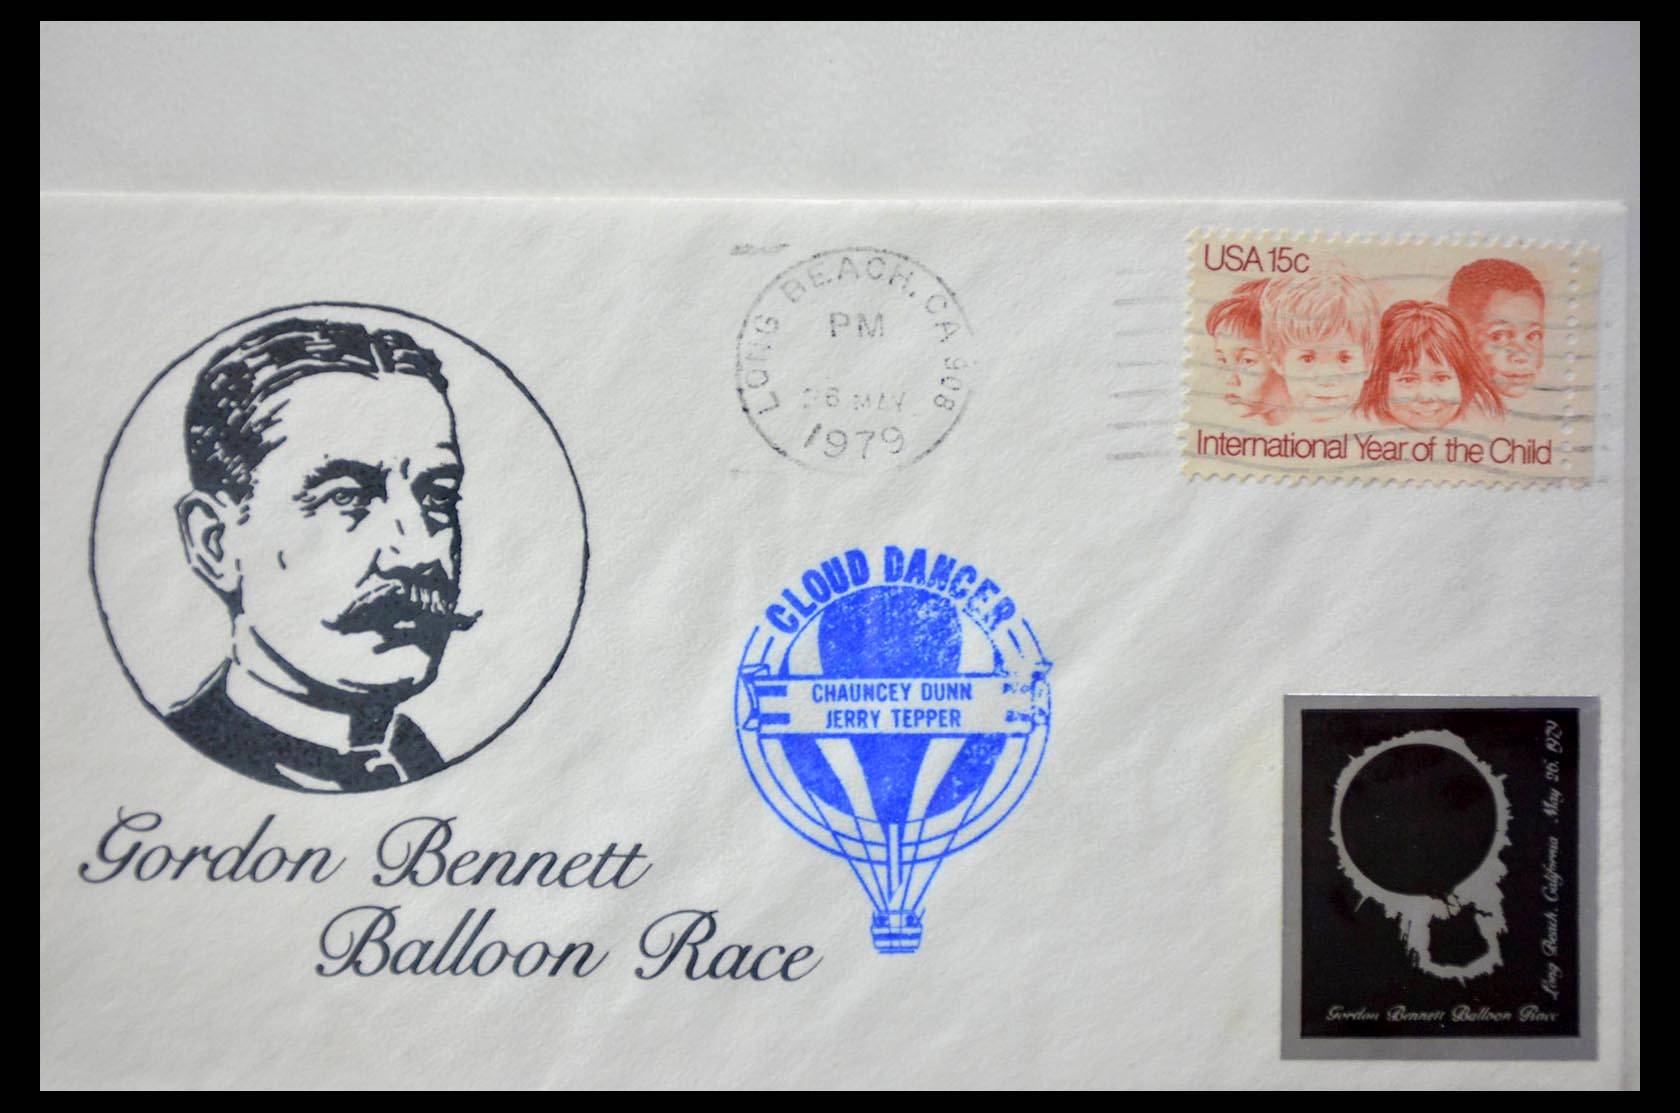 LONG BEACH, CA 908
PM
26 MAY
1979
USA 15c
International Year of the Child
CLOUD DANCER
CHAUNCEY DUNN
JERRY TEPPER
Gordon Bennett
Balloon Race
Long Beach, California May 26, 1979
Gordon Bennett Balloon Race